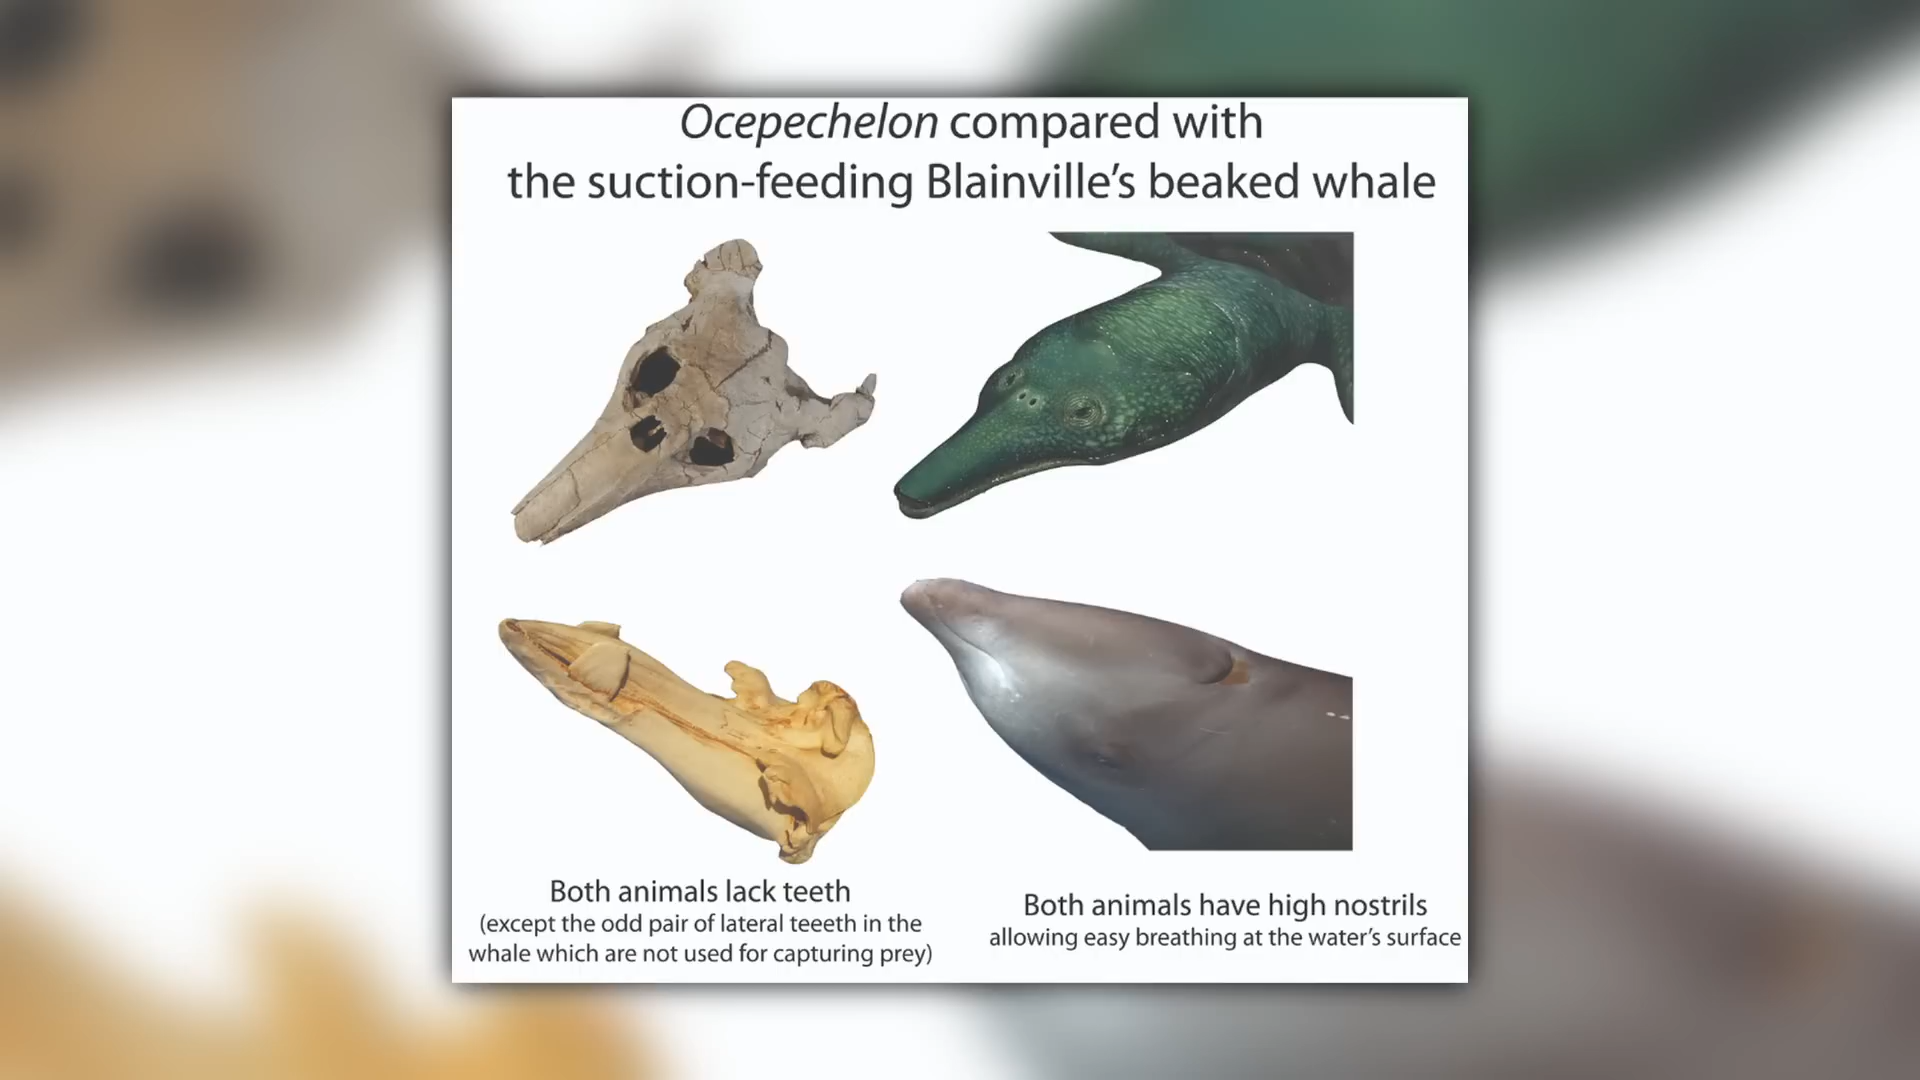 Ocepechelon compared with
the suction-feeding Blainville's beaked whale
Both animals lack teeth
(except the odd pair of lateral teeeth in the
whale which are not used for capturing prey)
Both animals have high nostrils
allowing easy breathing at the water's surface